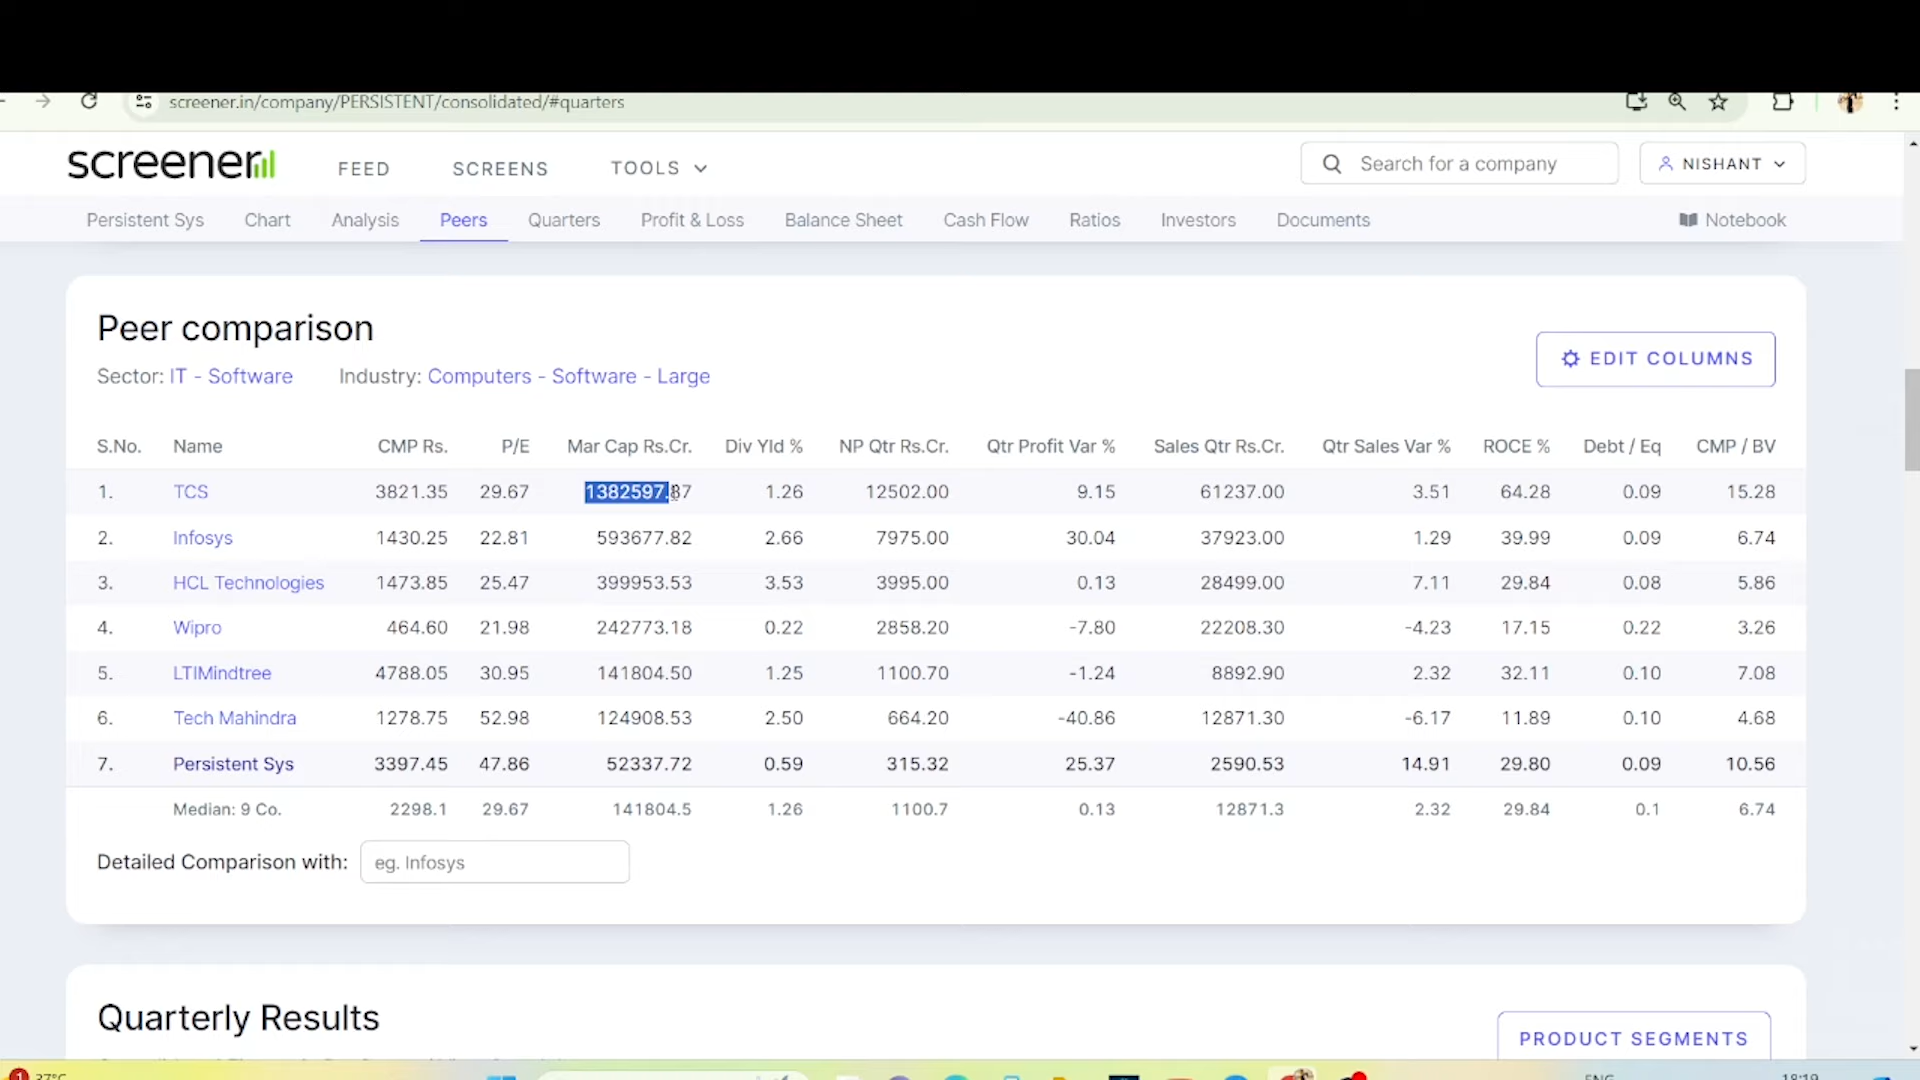 screener.in/company/PERSISTENT/consolidated/#quarters
screener FEED SCREENS TOOLS Search for a company NISHANT
Persistent Sys Chart Analysis Peers Quarters Profit & Loss Balance Sheet Cash Flow Ratios Investors Documents Notebook
Peer comparison
EDIT COLUMNS
Sector: IT - Software Industry: Computers - Software - Large
S.No. Name CMP Rs. P/E Mar Cap Rs.Cr. Div Yld % NP Qtr Rs.Cr. Qtr Profit Var % Sales Qtr Rs.Cr. Qtr Sales Var % ROCE % Debt / Eq CMP / BV
1. TCS 3821.35 29.67 1382597.87 1.26 12502.00 9.15 61237.00 3.51 64.28 0.09 15.28
2. Infosys 1430.25 22.81 593677.82 2.66 7975.00 30.04 37923.00 1.29 39.99 0.09 6.74
3. HCL Technologies 1473.85 25.47 399953.53 3.53 3995.00 0.13 28499.00 7.11 29.84 0.08 5.86
4. Wipro 464.60 21.98 242773.18 0.22 2858.20 -7.80 22208.30 -4.23 17.15 0.22 3.26
5. LTIMindtree 4788.05 30.95 141804.50 1.25 1100.70 -1.24 8892.90 2.32 32.11 0.10 7.08
6. Tech Mahindra 1278.75 52.98 124908.53 2.50 664.20 -40.86 12871.30 -6.17 11.89 0.10 4.68
7. Persistent Sys 3397.45 47.86 52337.72 0.59 315.32 25.37 2590.53 14.91 29.80 0.09 10.56
Median: 9 Co. 2298.1 29.67 141804.5 1.26 1100.7 0.13 12871.3 2.32 29.84 0.1 6.74
Detailed Comparison with: eg. Infosys
Quarterly Results
PRODUCT SEGMENTS
1 37°C ENG 18:19